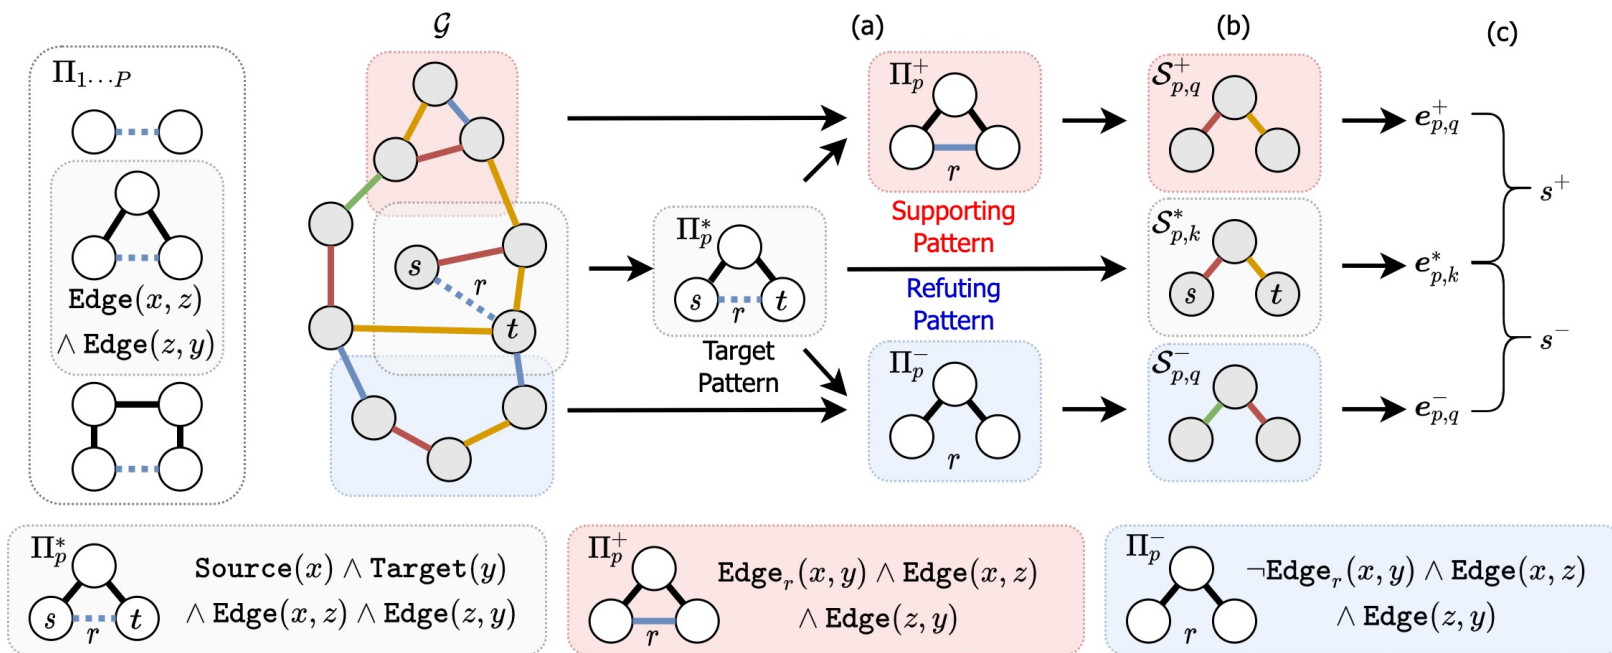 Π₁…P
Edge(x, z)
∧ Edge(z, y)
𝒢
s
r
t
Π*ₚ
s
r
t
Target
Pattern
(a)
Π⁺ₚ
r
Supporting
Pattern
Refuting
Pattern
Π⁻ₚ
r
(b)
𝒮⁺p,q
𝒮*p,k
s
t
𝒮⁻p,q
(c)
e⁺p,q
e*p,k
e⁻p,q
s⁺
s⁻
Π*ₚ
s
r
t
Source(x) ∧ Target(y)
∧ Edge(x, z) ∧ Edge(z, y)
Π⁺ₚ
r
Edgeᵣ(x, y) ∧ Edge(x, z)
∧ Edge(z, y)
Π⁻ₚ
r
¬Edgeᵣ(x, y) ∧ Edge(x, z)
∧ Edge(z, y)